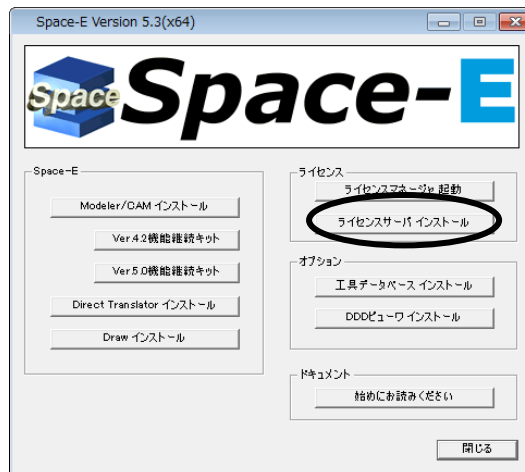 Space-E Version 5.3(x64)
Space
Space-E
Space-E
Modeler/CAM インストール
Ver 4.2機能継続キット
Ver 5.0機能継続キット
Direct Translator インストール
Draw インストール
ライセンス
ライセンスマネージャ 起動
ライセンスサーバ インストール
オプション
工具データベース インストール
DDDビューワ インストール
ドキュメント
始めにお読みください
閉じる